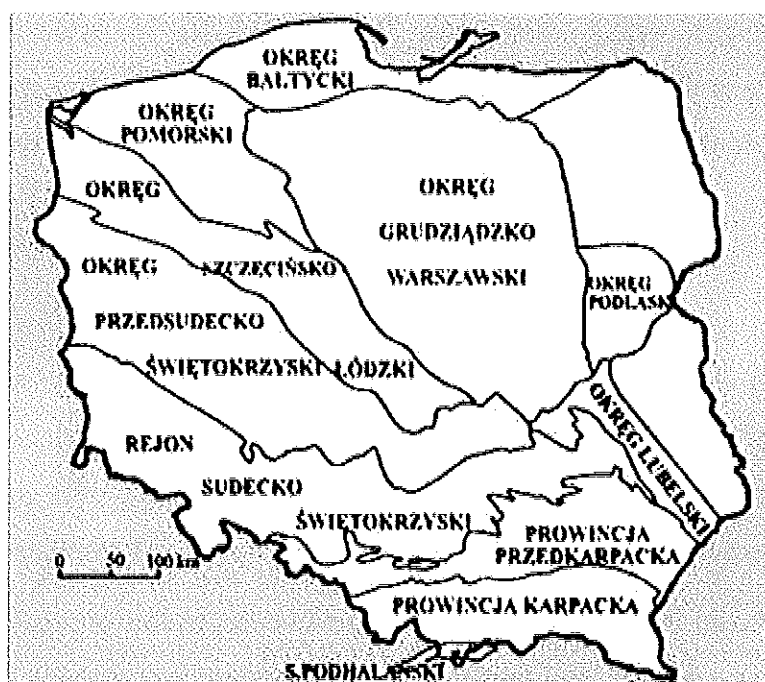 OKRĘG
BAŁTYCKI
OKRĘG
POMORSKI
OKRĘG
SZCZECIŃSKO
ŁÓDZKI
OKRĘG
GRUDZIĄDZKO
WARSZAWSKI
OKRĘG
PODLASKI
OKRĘG
PRZEDSUDECKO
ŚWIĘTOKRZYSKI
OKRĘG LUBELSKI
REJON
SUDECKO
ŚWIĘTOKRZYSKI
PROWINCJA
PRZEDKARPACKA
0 50 100 km
PROWINCJA KARPACKA
S.PODHALAŃSKI